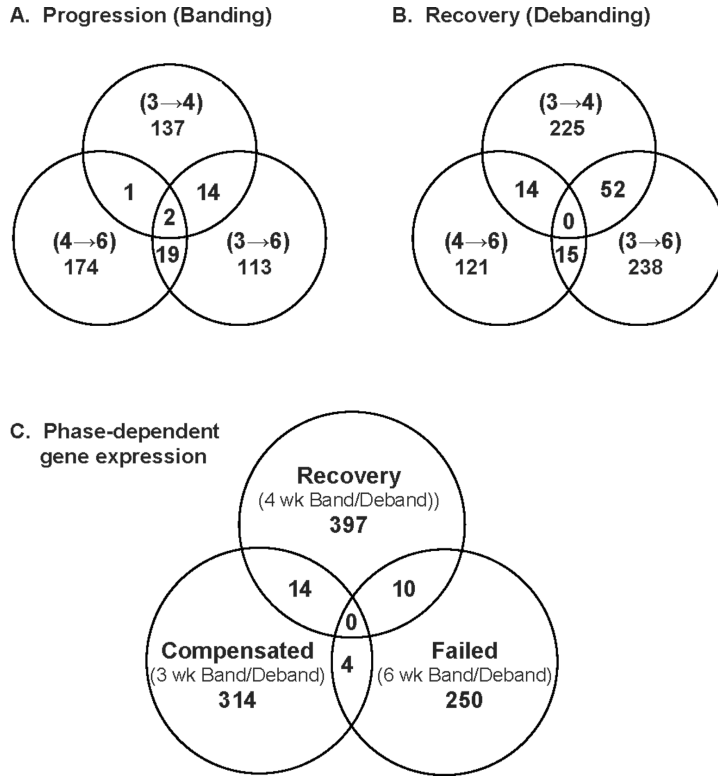 A. Progression (Banding)
B. Recovery (Debanding)
(3→4)
137
1
14
2
(4→6)
174
19
(3→6)
113
(3→4)
225
14
52
0
(4→6)
121
15
(3→6)
238
C. Phase-dependent
gene expression
Recovery
(4 wk Band/Deband))
397
14
10
0
Compensated
(3 wk Band/Deband)
314
4
Failed
(6 wk Band/Deband)
250